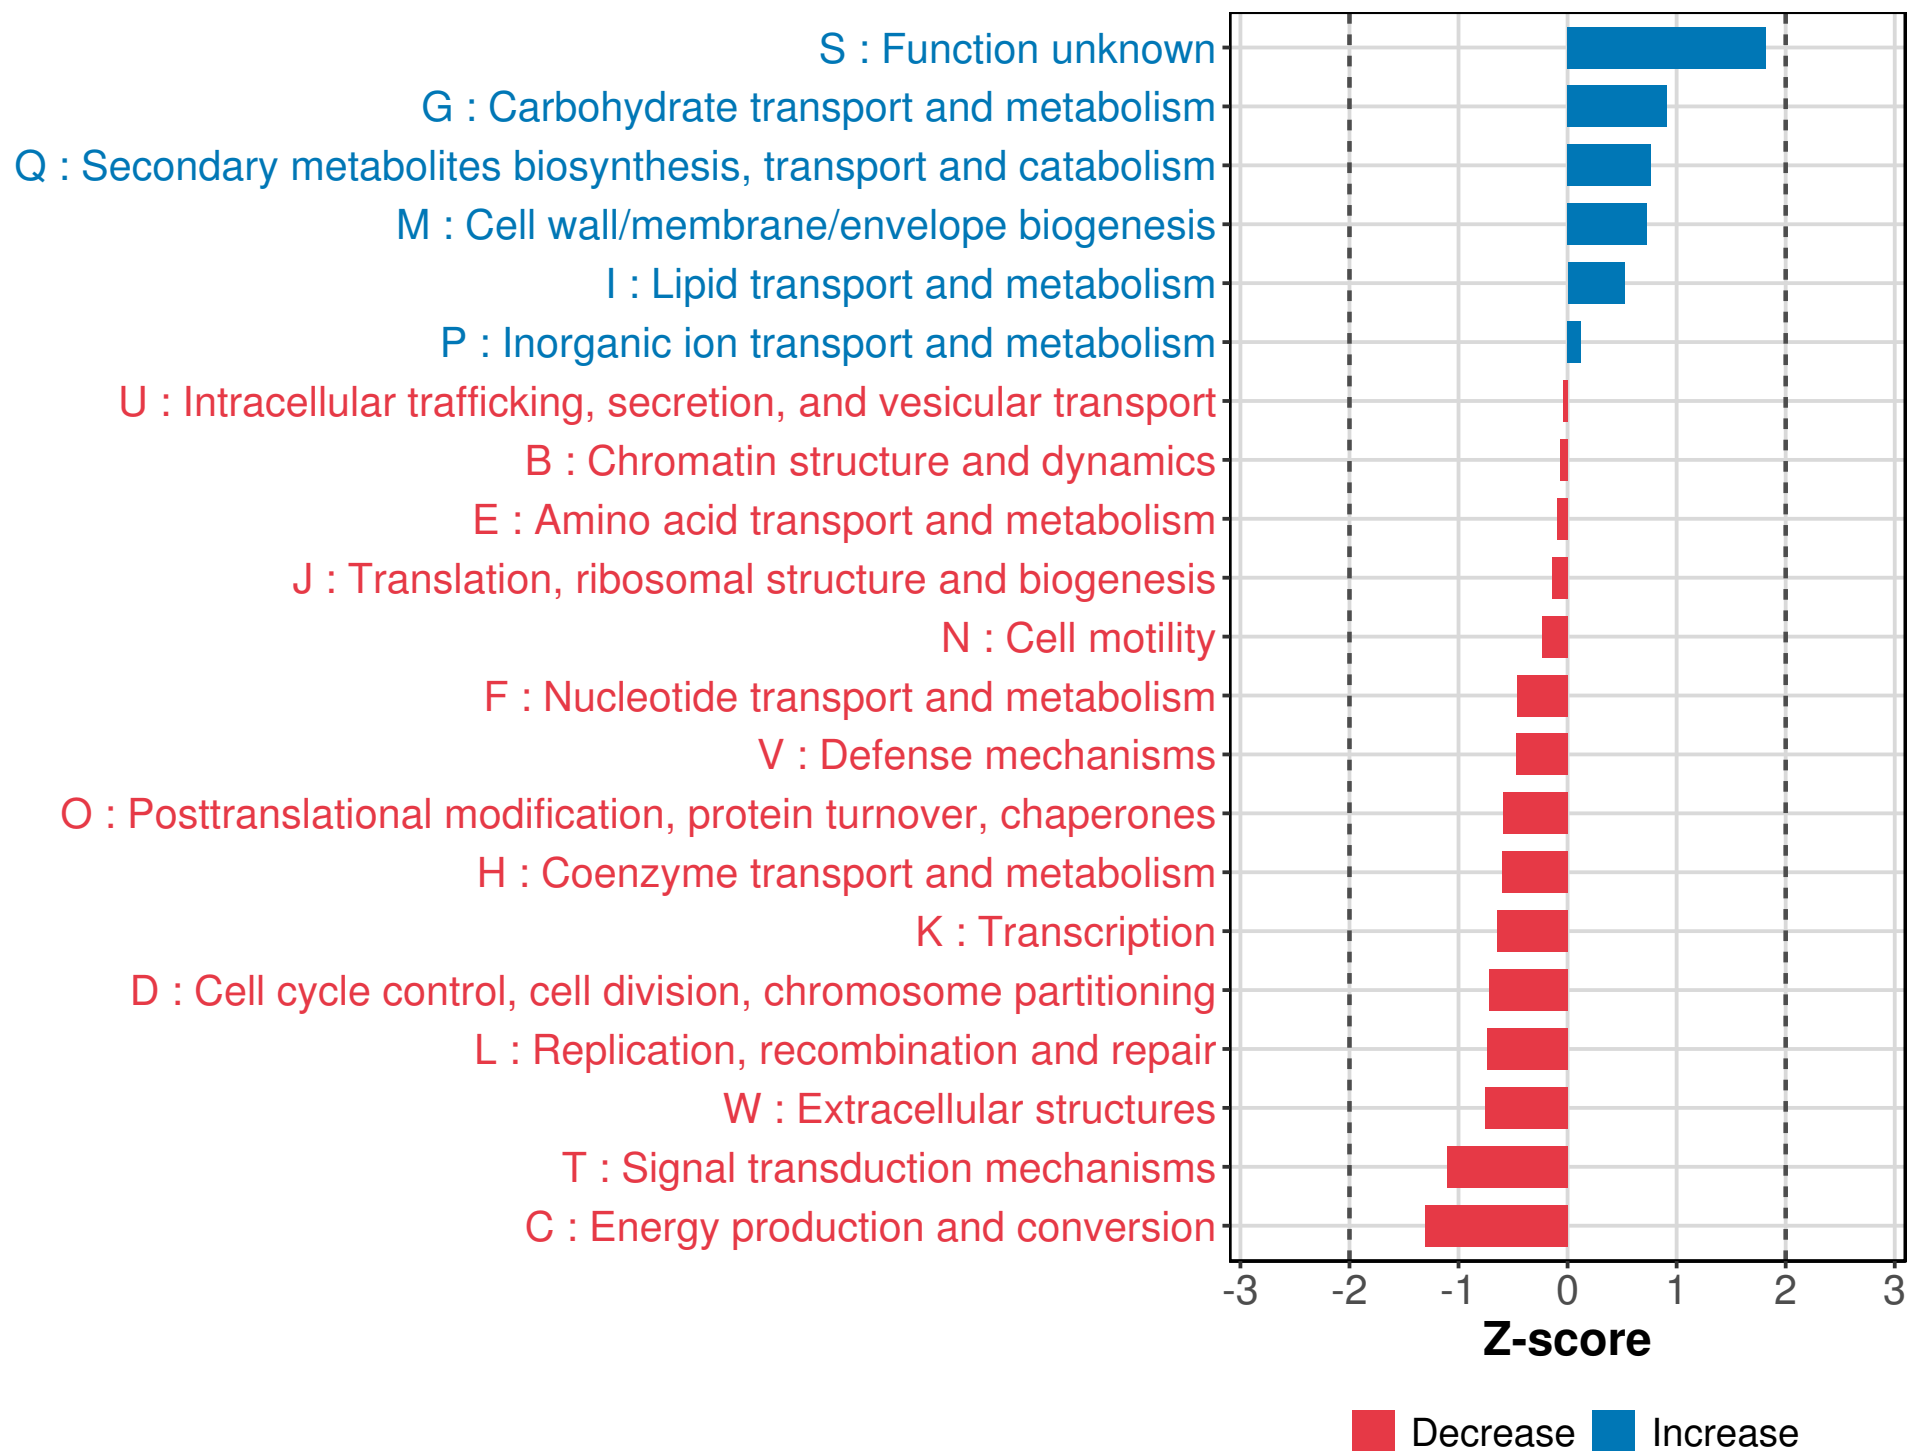 S : Function unknown
G : Carbohydrate transport and metabolism
Q : Secondary metabolites biosynthesis, transport and catabolism
M : Cell wall/membrane/envelope biogenesis
I : Lipid transport and metabolism
P : Inorganic ion transport and metabolism
U : Intracellular trafficking, secretion, and vesicular transport
B : Chromatin structure and dynamics
E : Amino acid transport and metabolism
J : Translation, ribosomal structure and biogenesis
N : Cell motility
F : Nucleotide transport and metabolism
V : Defense mechanisms
O : Posttranslational modification, protein turnover, chaperones
H : Coenzyme transport and metabolism
K : Transcription
D : Cell cycle control, cell division, chromosome partitioning
L : Replication, recombination and repair
W : Extracellular structures
T : Signal transduction mechanisms
C : Energy production and conversion
-3 -2 -1 0 1 2 3
Z-score
Decrease Increase